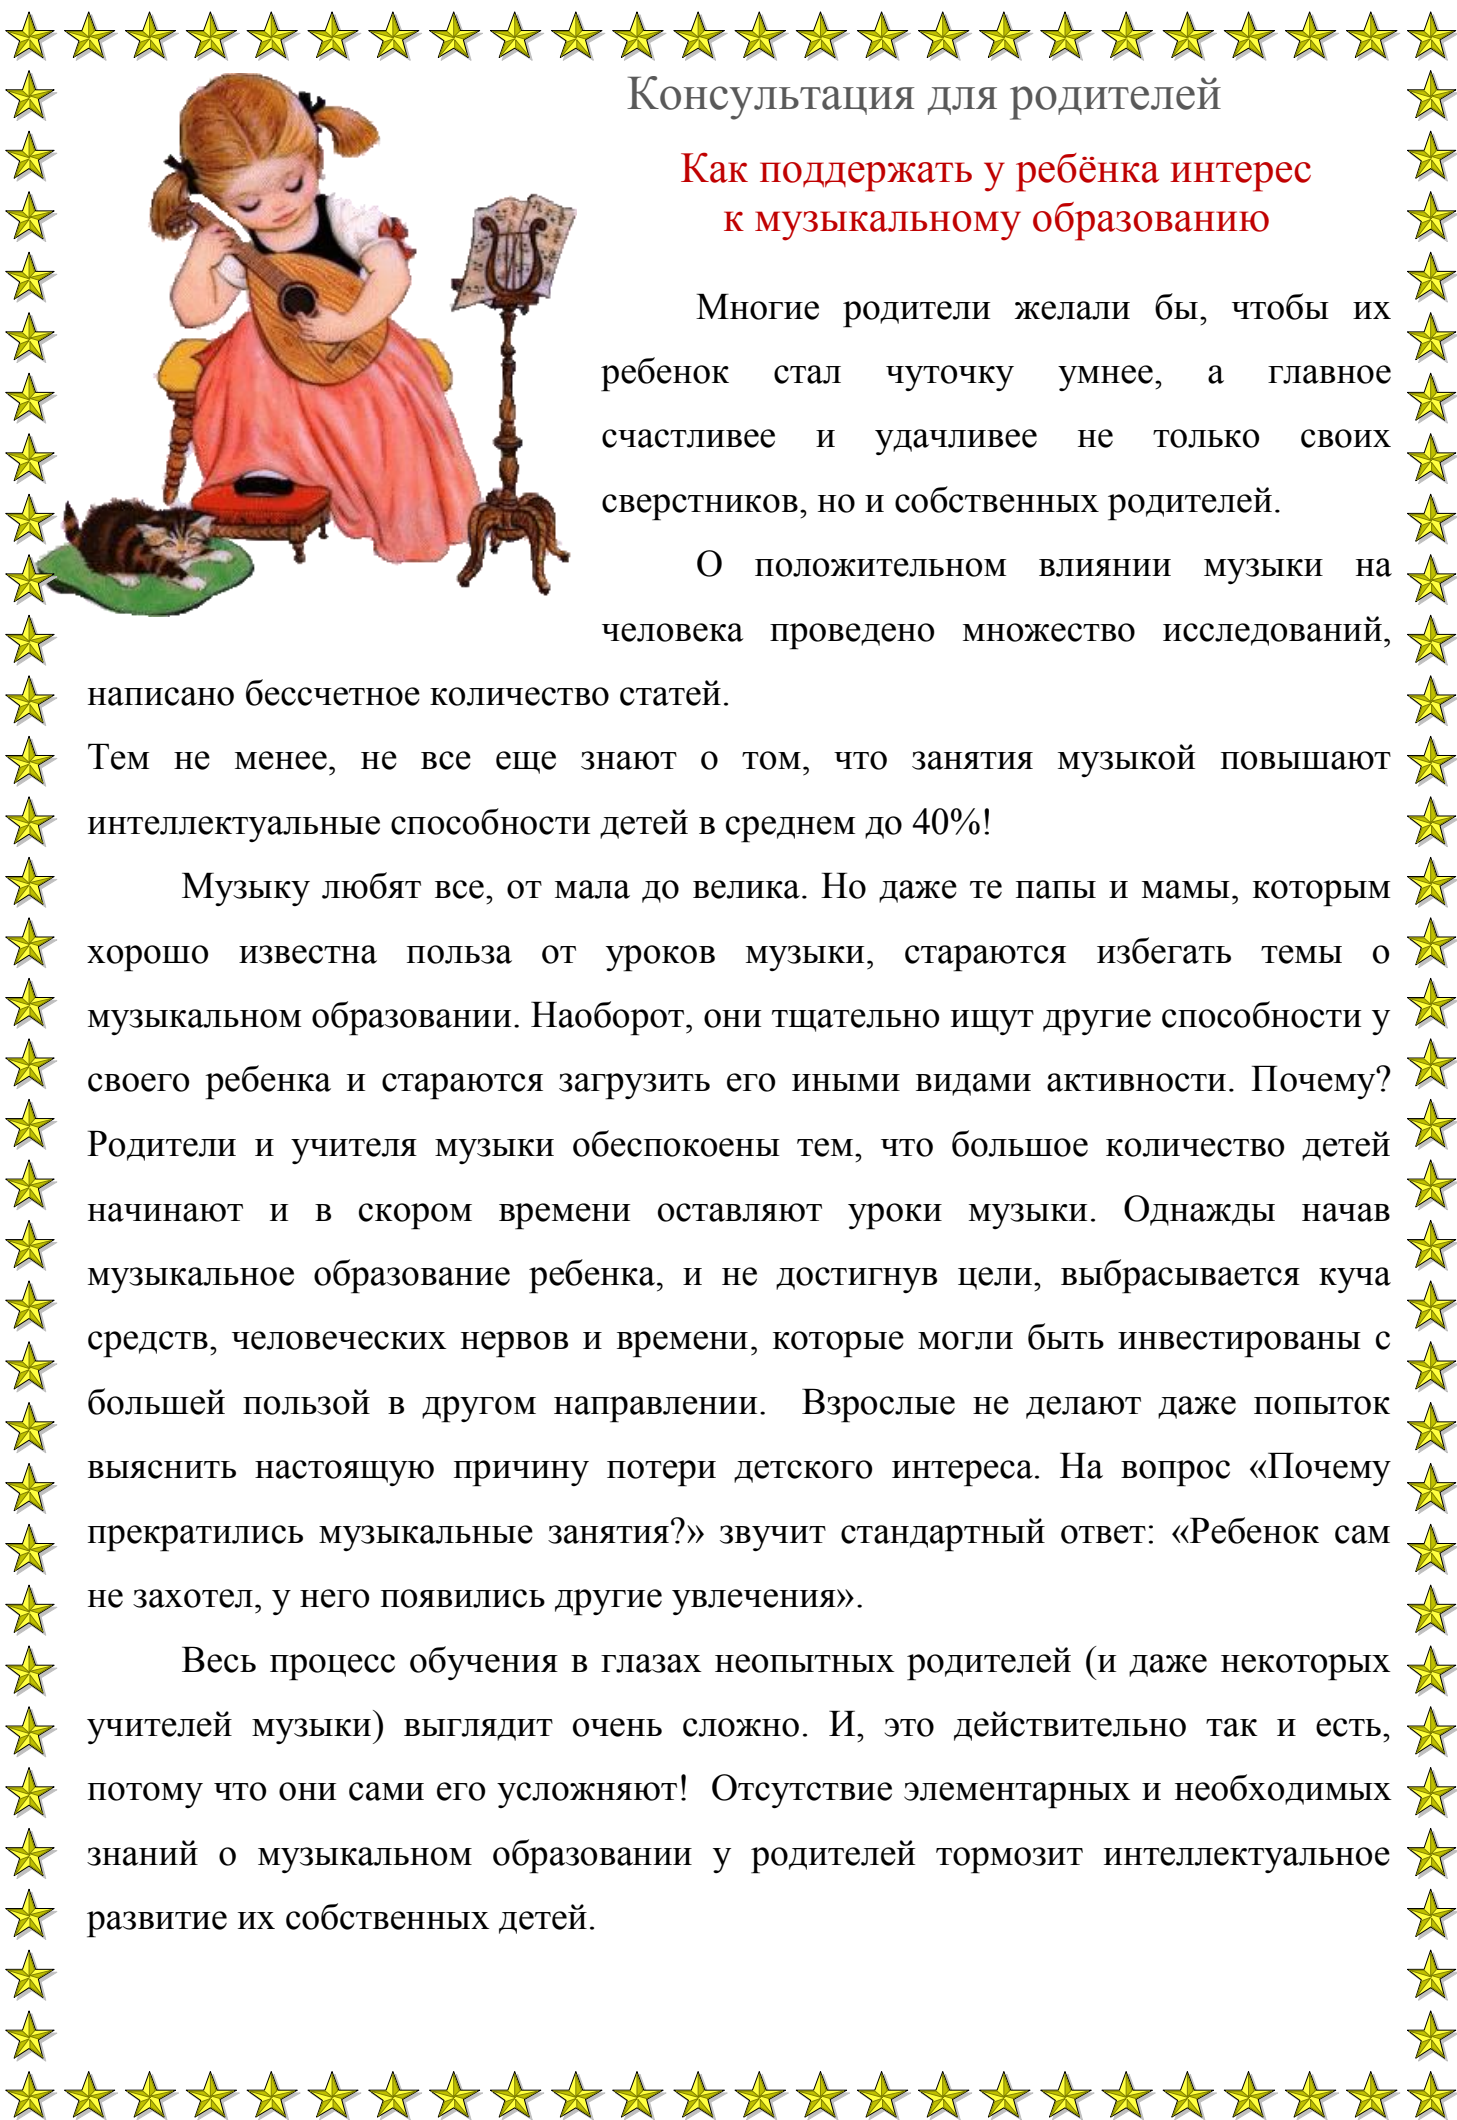 Консультация для родителей
Как поддержать у ребёнка интерес
к музыкальному образованию
Многие родители желали бы, чтобы их
ребенок стал чуточку умнее, а главное
счастливее и удачливее не только своих
сверстников, но и собственных родителей.
О положительном влиянии музыки на
человека проведено множество исследований,
написано бессчетное количество статей.
Тем не менее, не все еще знают о том, что занятия музыкой повышают
интеллектуальные способности детей в среднем до 40%!
Музыку любят все, от мала до велика. Но даже те папы и мамы, которым
хорошо известна польза от уроков музыки, стараются избегать темы о
музыкальном образовании. Наоборот, они тщательно ищут другие способности у
своего ребенка и стараются загрузить его иными видами активности. Почему?
Родители и учителя музыки обеспокоены тем, что большое количество детей
начинают и в скором времени оставляют уроки музыки. Однажды начав
музыкальное образование ребенка, и не достигнув цели, выбрасывается куча
средств, человеческих нервов и времени, которые могли быть инвестированы с
большей пользой в другом направлении. Взрослые не делают даже попыток
выяснить настоящую причину потери детского интереса. На вопрос «Почему
прекратились музыкальные занятия?» звучит стандартный ответ: «Ребенок сам
не захотел, у него появились другие увлечения».
Весь процесс обучения в глазах неопытных родителей (и даже некоторых
учителей музыки) выглядит очень сложно. И, это действительно так и есть,
потому что они сами его усложняют! Отсутствие элементарных и необходимых
знаний о музыкальном образовании у родителей тормозит интеллектуальное
развитие их собственных детей.